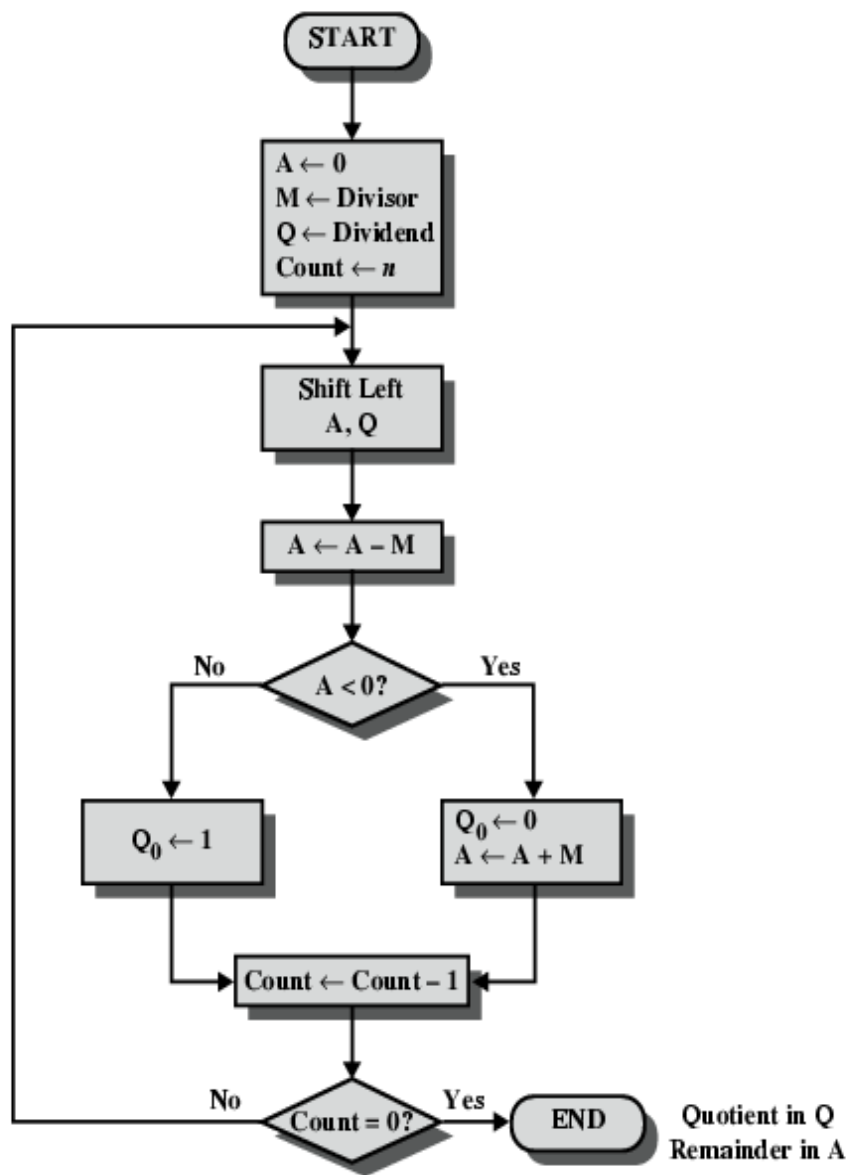 START
A ← 0
M ← Divisor
Q ← Dividend
Count ← n
Shift Left
A, Q
A ← A – M
No
A < 0?
Yes
Q₀ ← 1
Q₀ ← 0
A ← A + M
Count ← Count – 1
No
Count = 0?
Yes
END
Quotient in Q
Remainder in A